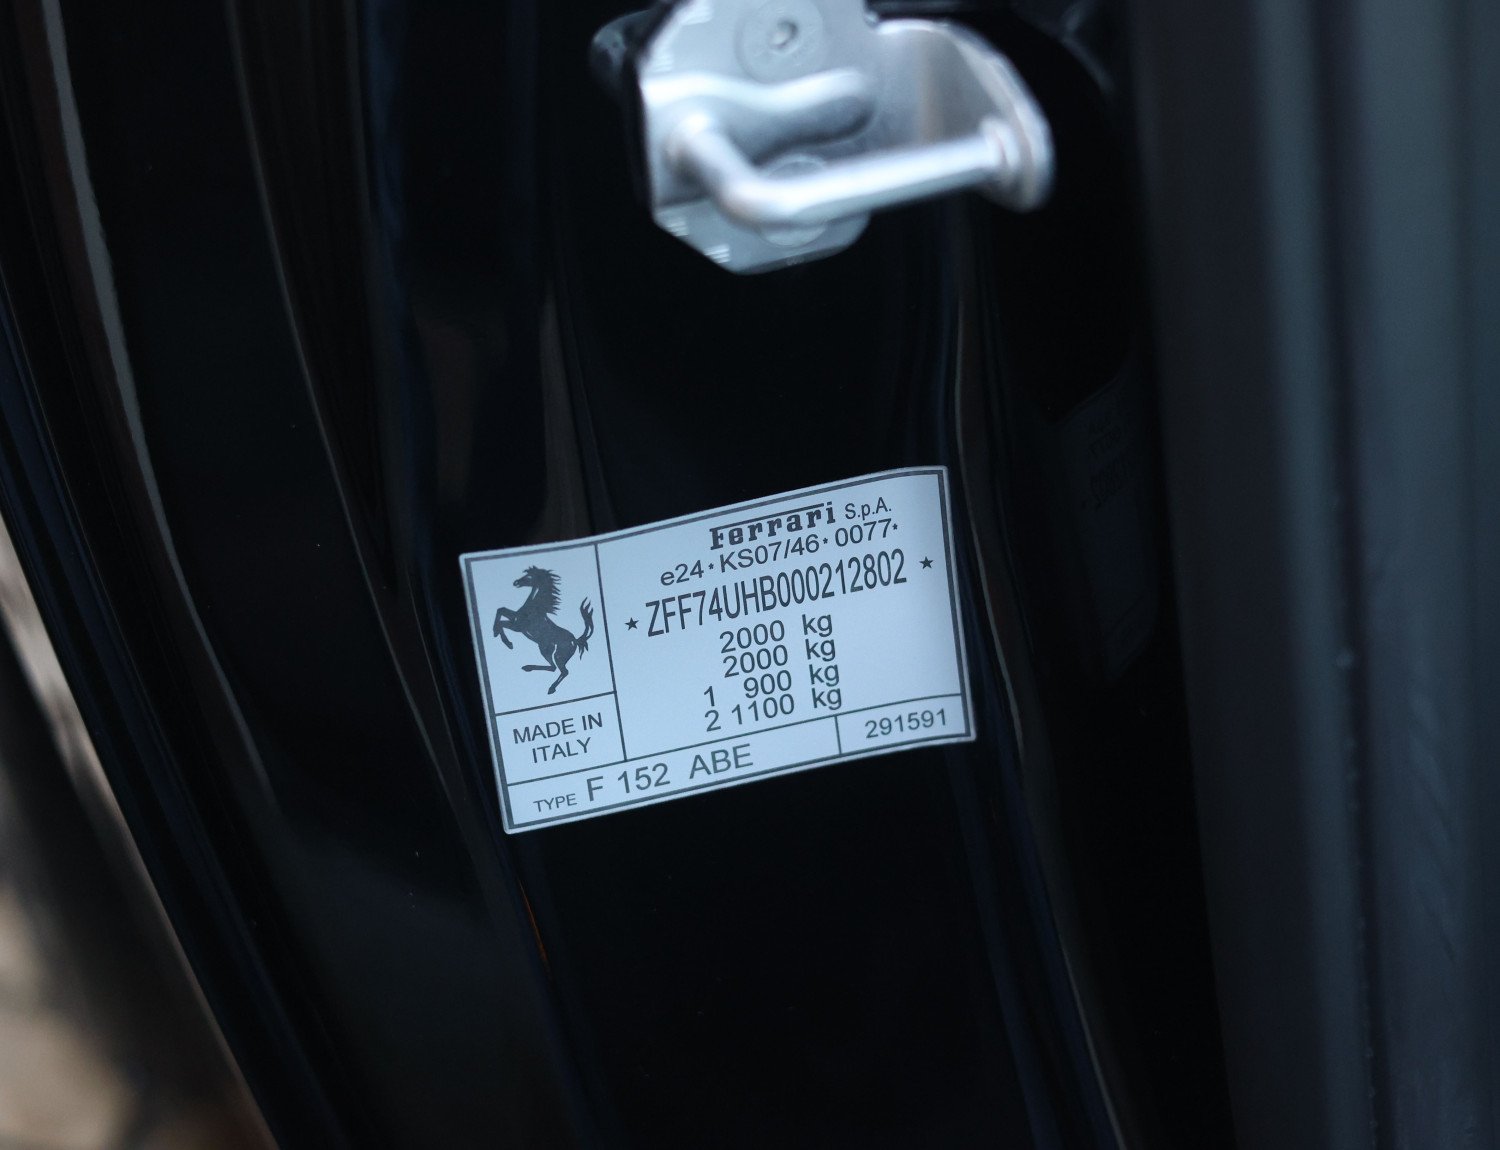 Ferrari S.p.A.
e24*KS07/46*0077*
★ ZFF74UHB000212802 ★
2000 kg
2000 kg
1 900 kg
2 1100 kg
MADE IN
ITALY
TYPE F 152 ABE
291591